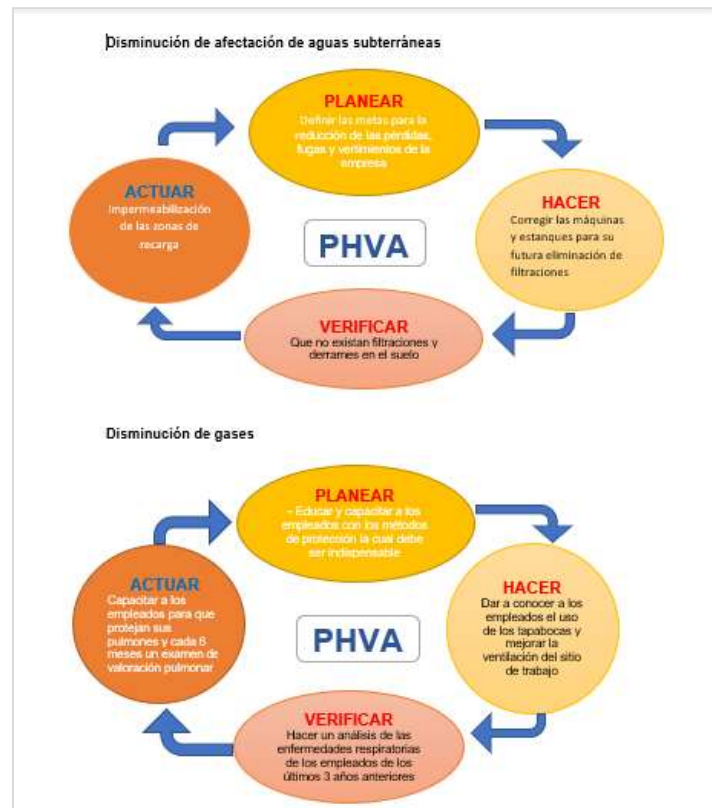 Disminución de afectación de aguas subterráneas
PLANEAR
Definir las metas para la
reducción de las pérdidas,
fugas y vertimientos de la
empresa
ACTUAR
Impermeabilización
de las zonas de
recarga
PHVA
HACER
Corregir las máquinas
y estanques para su
futura eliminación de
filtraciones
VERIFICAR
Que no existan filtraciones y
derrames en el suelo
Disminución de gases
PLANEAR
- Educar y capacitar a los
empleados con los métodos
de protección la cual debe
ser indispensable
ACTUAR
Capacitar a los
empleados para que
protejan sus
pulmones y cada 6
meses un examen de
valoración pulmonar
PHVA
HACER
Dar a conocer a los
empleados el uso
de los tapabocas y
mejorar la
ventilación del sitio
de trabajo
VERIFICAR
Hacer un análisis de las
enfermedades respiratorias
de los empleados de los
últimos 3 años anteriores